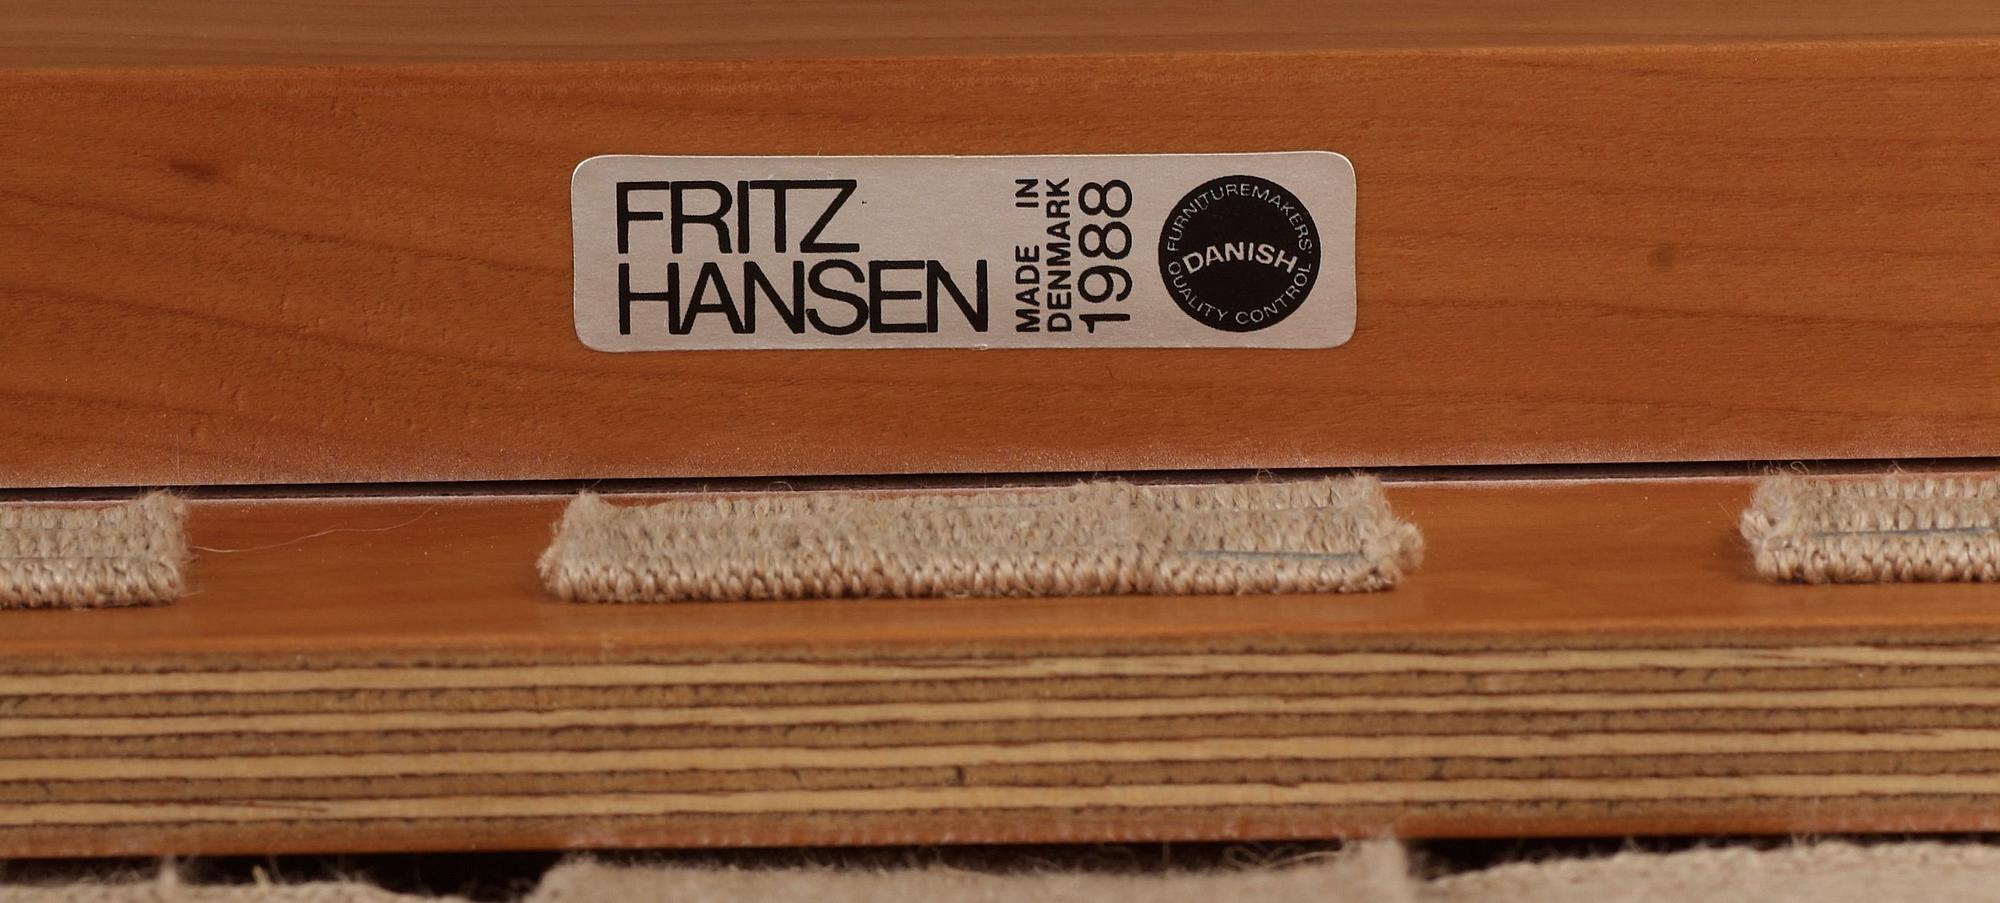 FRITZ
HANSEN
MADE IN
DENMARK
1988
FURNITUREMAKERS'
DANISH
QUALITY CONTROL